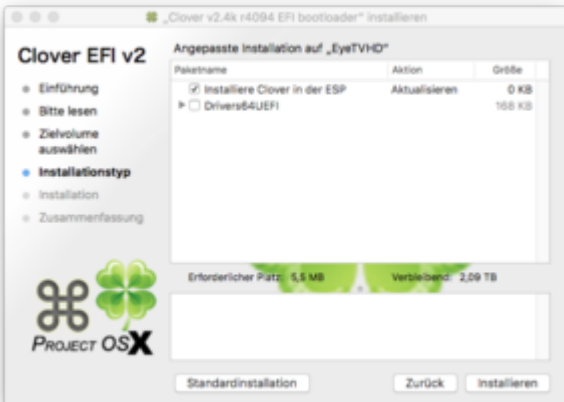 „Clover v2.4k r4094 EFI bootloader“ installieren
Clover EFI v2
Angepasste Installation auf „EyeTVHD“
Paketname Aktion Größe
Installiere Clover in der ESP Aktualisieren 0 KB
Drivers64UEFI 168 KB
Einführung
Bitte lesen
Zielvolume
auswählen
Installationstyp
Installation
Zusammenfassung
Erforderlicher Platz: 5,5 MB Verbleibend: 2,09 TB
PROJECT OSX
Standardinstallation Zurück Installieren